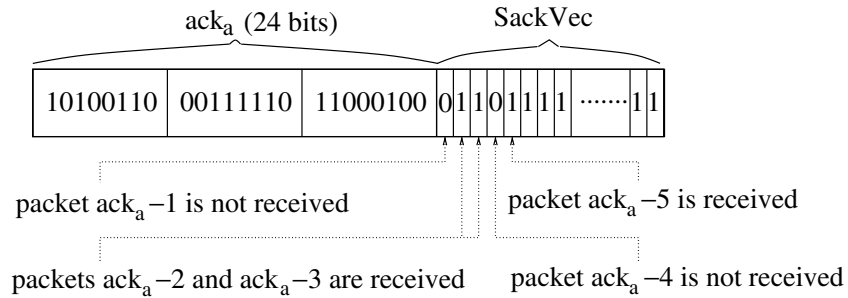 ack_a (24 bits) SackVec
10100110 00111110 11000100 0 1 1 0 1 1 1 1 ....... 1 1
packet ack_a−1 is not received packet ack_a−5 is received
packets ack_a−2 and ack_a−3 are received packet ack_a−4 is not received